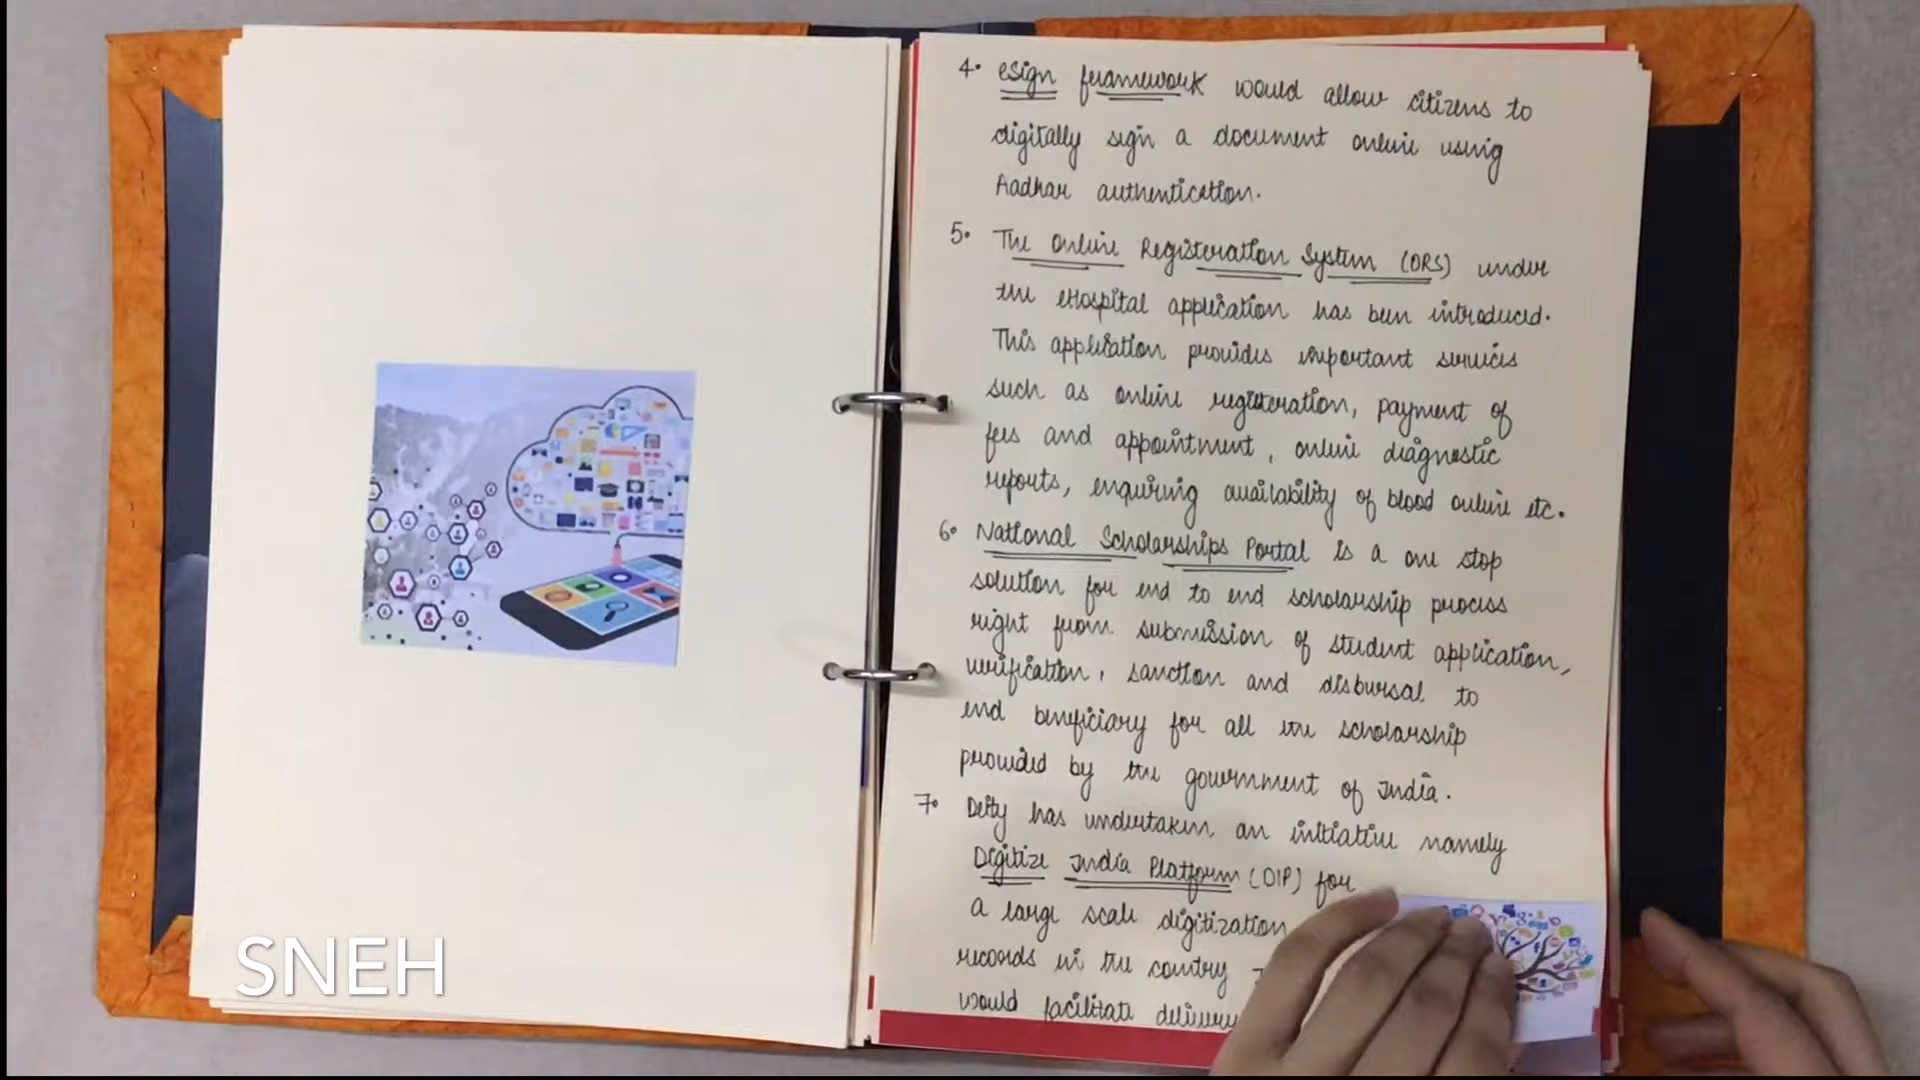 4. esign framework would allow citizens to
digitally sign a document online using
Aadhar authentication.
5. The Online Registeration System (ORS) under
the eHospital application has been introduced.
This application provides important services
such as online registeration, payment of
fees and appointment, online diagnostic
reports, enquiring availability of blood online etc.
6. National Scholarships Portal is a one stop
solution for end to end scholarship process
right from submission of student application,
verification, sanction and disbursal to
end beneficiary for all the scholarship
provided by the government of India.
7. Deity has undertaken an initiative namely
Digitize India Platform (DIP) for
a large scale digitization
records in the country
would facilitate
SNEH